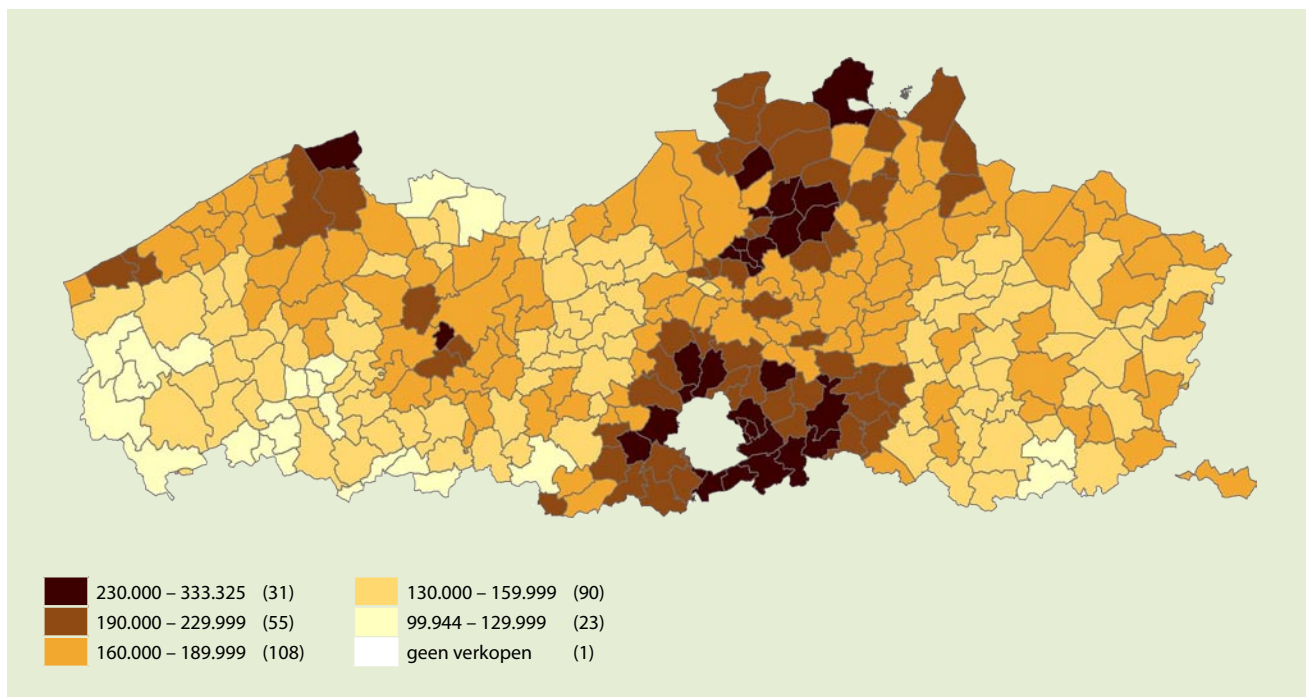 230.000 – 333.325 (31)
190.000 – 229.999 (55)
160.000 – 189.999 (108)
130.000 – 159.999 (90)
99.944 – 129.999 (23)
geen verkopen (1)